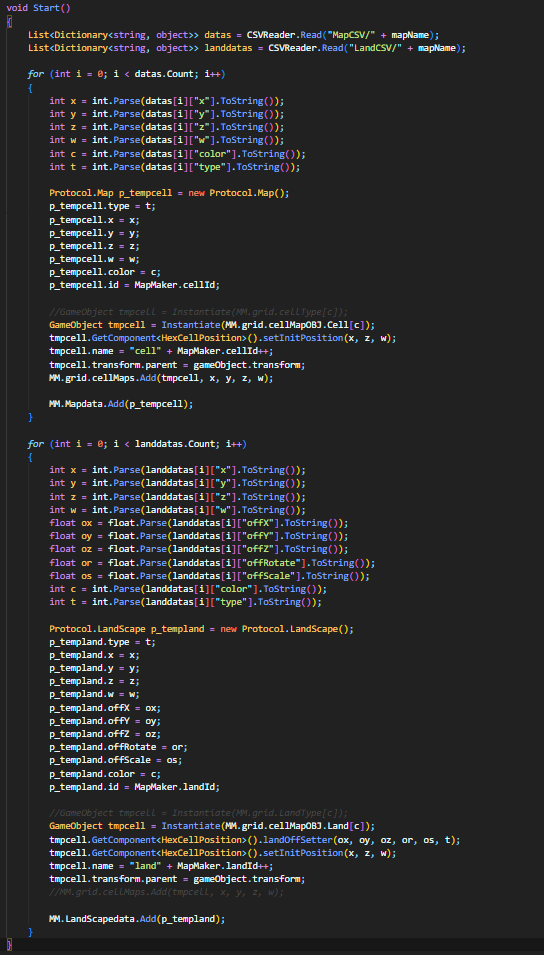 void Start()
{
    List<Dictionary<string, object>> datas = CSVReader.Read("MapCSV/" + mapName);
    List<Dictionary<string, object>> landdatas = CSVReader.Read("LandCSV/" + mapName);

    for (int i = 0; i < datas.Count; i++)
    {
        int x = int.Parse(datas[i]["x"].ToString());
        int y = int.Parse(datas[i]["y"].ToString());
        int z = int.Parse(datas[i]["z"].ToString());
        int w = int.Parse(datas[i]["w"].ToString());
        int c = int.Parse(datas[i]["color"].ToString());
        int t = int.Parse(datas[i]["type"].ToString());

        Protocol.Map p_tempcell = new Protocol.Map();
        p_tempcell.type = t;
        p_tempcell.x = x;
        p_tempcell.y = y;
        p_tempcell.z = z;
        p_tempcell.w = w;
        p_tempcell.color = c;
        p_tempcell.id = MapMaker.cellId;

        //GameObject tmpcell = Instantiate(MM.grid.cellType[c]);
        GameObject tmpcell = Instantiate(MM.grid.cellMapOBJ.Cell[c]);
        tmpcell.GetComponent<HexCellPosition>().setInitPosition(x, z, w);
        tmpcell.name = "cell" + MapMaker.cellId++;
        tmpcell.transform.parent = gameObject.transform;
        MM.grid.cellMaps.Add(tmpcell, x, y, z, w);

        MM.Mapdata.Add(p_tempcell);
    }

    for (int i = 0; i < landdatas.Count; i++)
    {
        int x = int.Parse(landdatas[i]["x"].ToString());
        int y = int.Parse(landdatas[i]["y"].ToString());
        int z = int.Parse(landdatas[i]["z"].ToString());
        int w = int.Parse(landdatas[i]["w"].ToString());
        float ox = float.Parse(landdatas[i]["offX"].ToString());
        float oy = float.Parse(landdatas[i]["offY"].ToString());
        float oz = float.Parse(landdatas[i]["offZ"].ToString());
        float or = float.Parse(landdatas[i]["offRotate"].ToString());
        float os = float.Parse(landdatas[i]["offScale"].ToString());
        int c = int.Parse(landdatas[i]["color"].ToString());
        int t = int.Parse(landdatas[i]["type"].ToString());

        Protocol.LandScape p_templand = new Protocol.LandScape();
        p_templand.type = t;
        p_templand.x = x;
        p_templand.y = y;
        p_templand.z = z;
        p_templand.w = w;
        p_templand.offX = ox;
        p_templand.offY = oy;
        p_templand.offZ = oz;
        p_templand.offRotate = or;
        p_templand.offScale = os;
        p_templand.color = c;
        p_templand.id = MapMaker.landId;

        //GameObject tmpcell = Instantiate(MM.grid.LandType[c]);
        GameObject tmpcell = Instantiate(MM.grid.cellMapOBJ.Land[c]);
        tmpcell.GetComponent<HexCellPosition>().landOffSetter(ox, oy, oz, or, os, t);
        tmpcell.GetComponent<HexCellPosition>().setInitPosition(x, z, w);
        tmpcell.name = "land" + MapMaker.landId++;
        tmpcell.transform.parent = gameObject.transform;
        //MM.grid.cellMaps.Add(tmpcell, x, y, z, w);

        MM.LandScapedata.Add(p_templand);
    }
}